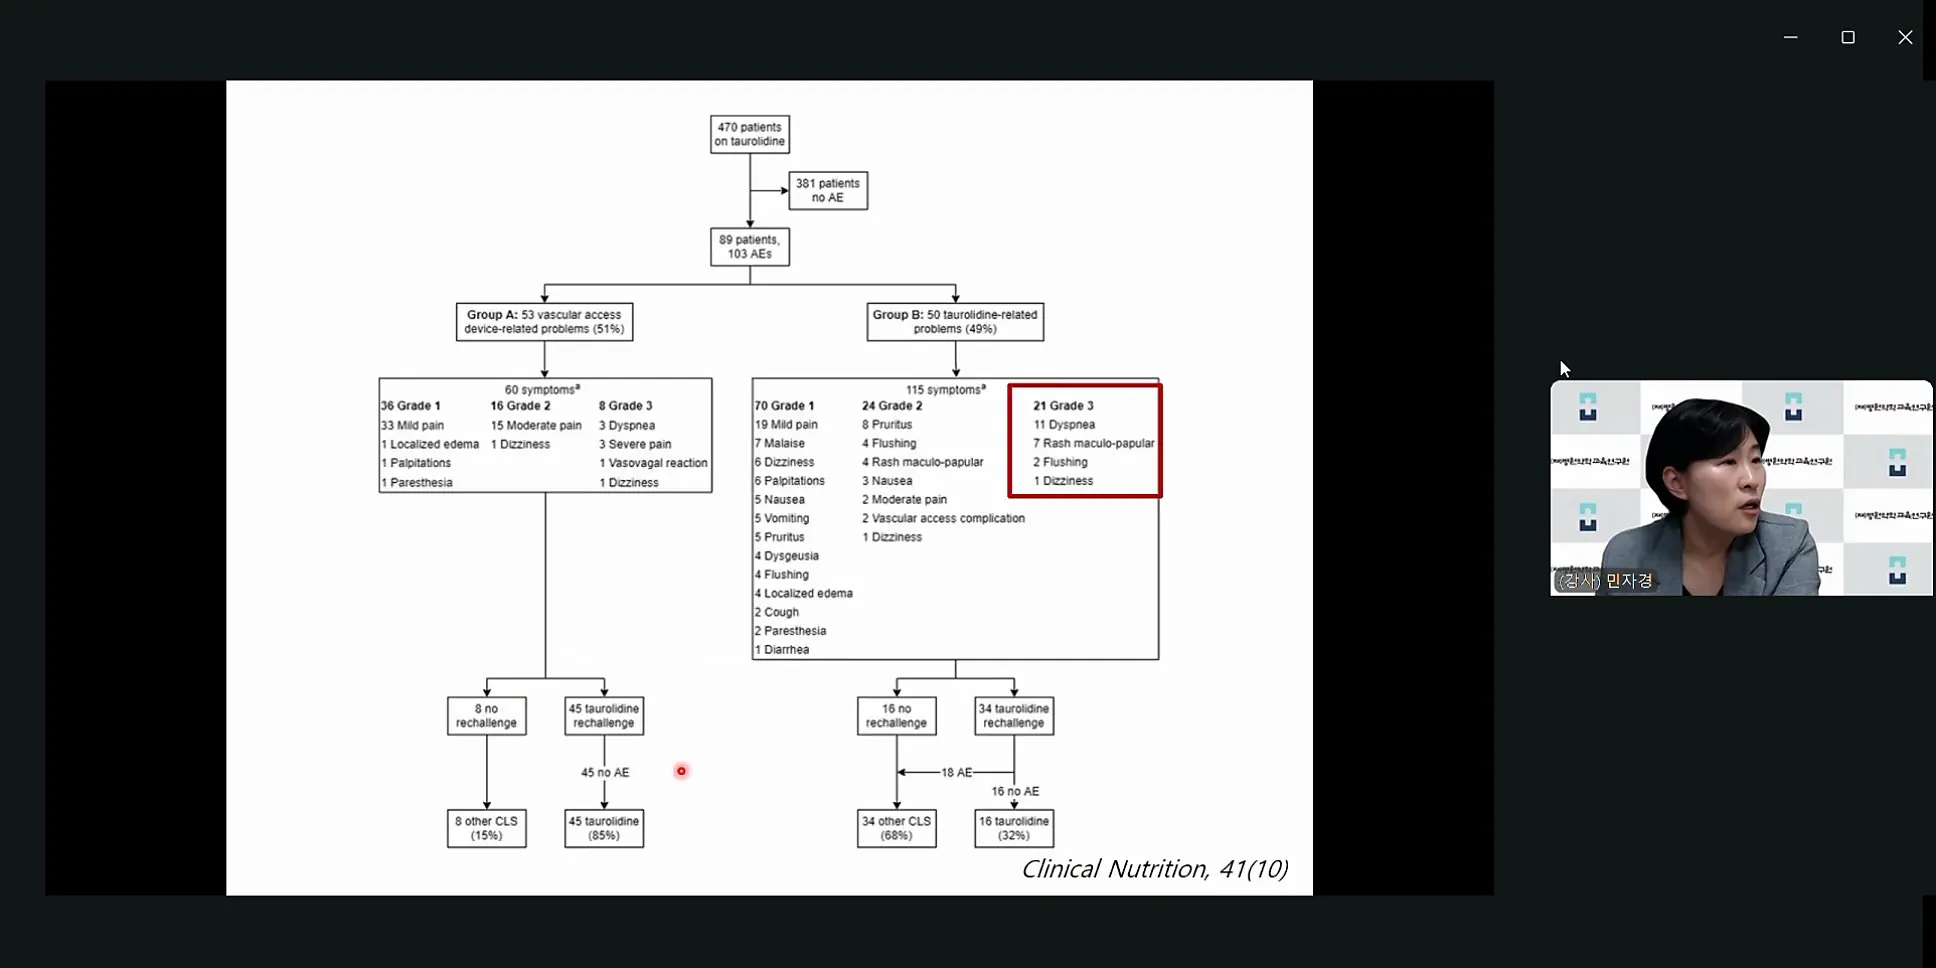 470 patients
on taurolidine
381 patients
no AE
89 patients,
103 AEs
Group A: 53 vascular access
device-related problems (51%)
Group B: 50 taurolidine-related
problems (49%)
60 symptomsª
36 Grade 1
33 Mild pain
1 Localized edema
1 Palpitations
1 Paresthesia
16 Grade 2
15 Moderate pain
1 Dizziness
8 Grade 3
3 Dyspnea
3 Severe pain
1 Vasovagal reaction
1 Dizziness
115 symptomsª
70 Grade 1
19 Mild pain
7 Malaise
6 Dizziness
6 Palpitations
5 Nausea
5 Vomiting
5 Pruritus
4 Dysgeusia
4 Flushing
4 Localized edema
2 Cough
2 Paresthesia
1 Diarrhea
24 Grade 2
8 Pruritus
4 Flushing
4 Rash maculo-papular
3 Nausea
2 Moderate pain
2 Vascular access complication
1 Dizziness
21 Grade 3
11 Dyspnea
7 Rash maculo-papular
2 Flushing
1 Dizziness
8 no
rechallenge
45 taurolidine
rechallenge
45 no AE
8 other CLS
(15%)
45 taurolidine
(85%)
16 no
rechallenge
34 taurolidine
rechallenge
18 AE
16 no AE
34 other CLS
(68%)
16 taurolidine
(32%)
Clinical Nutrition, 41(10)
(강사) 민자경